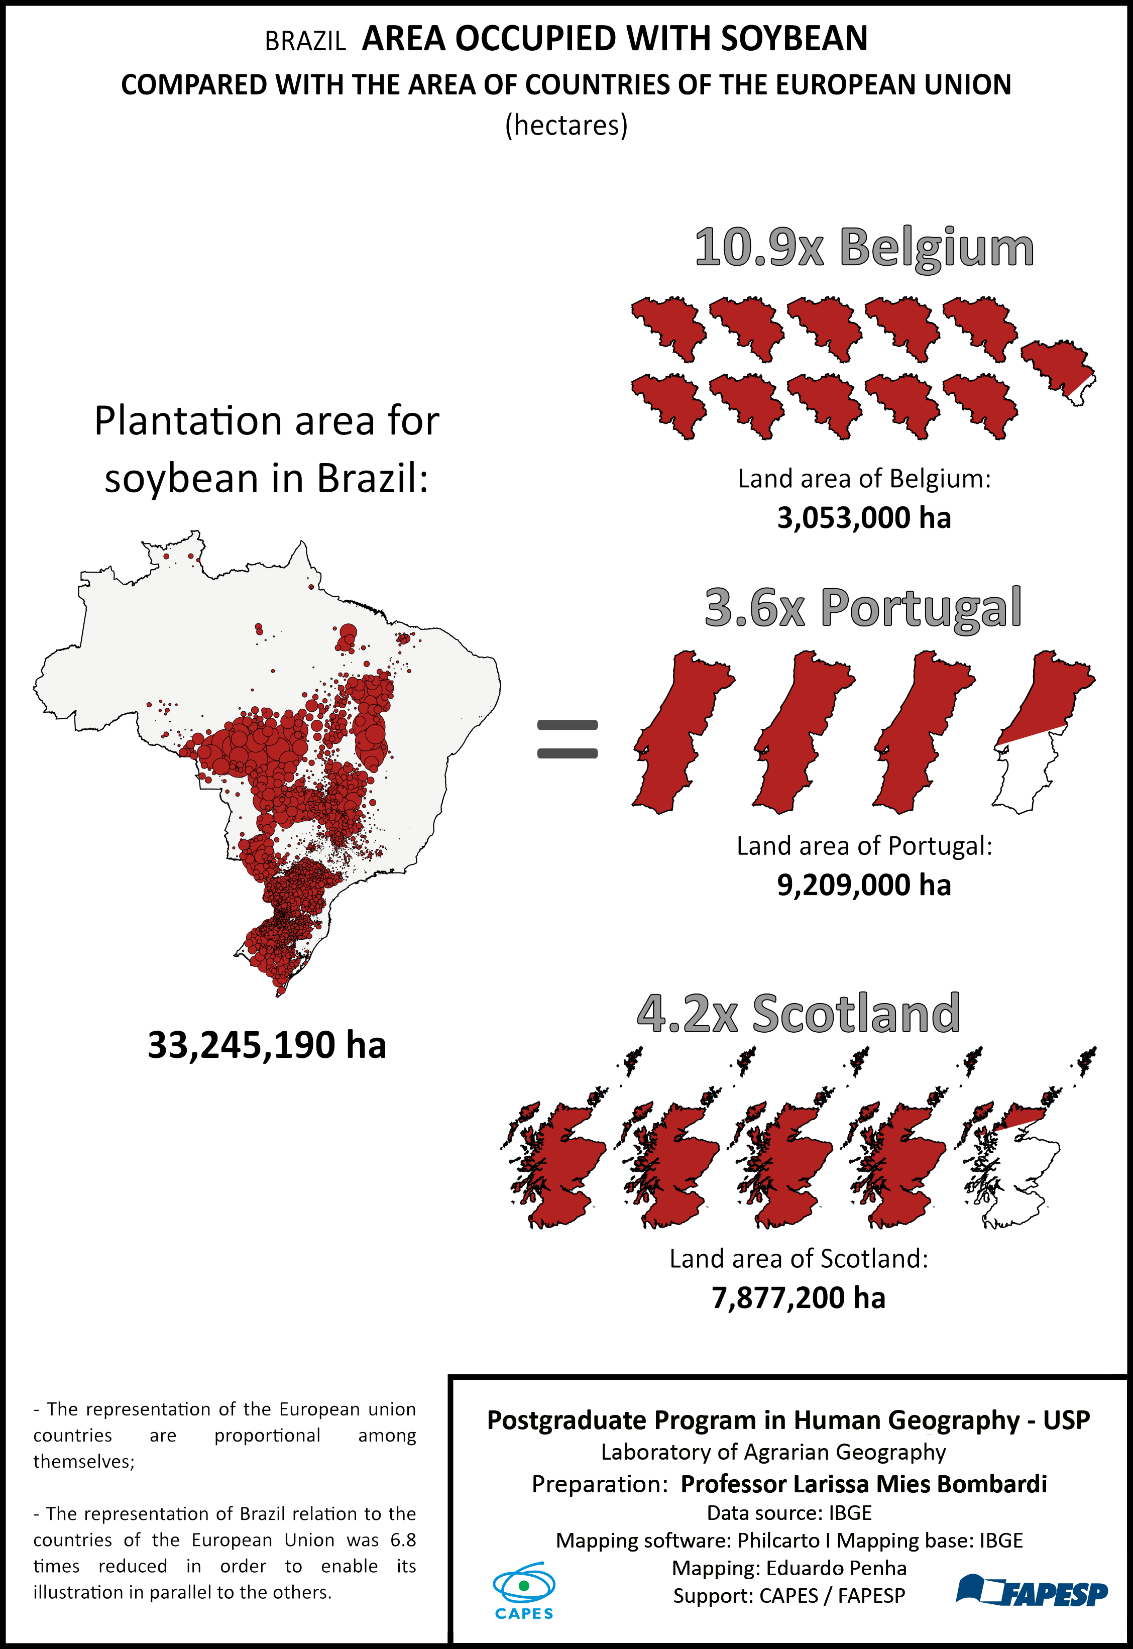 BRAZIL AREA OCCUPIED WITH SOYBEAN
COMPARED WITH THE AREA OF COUNTRIES OF THE EUROPEAN UNION
(hectares)
10.9x Belgium
Land area of Belgium:
3,053,000 ha
Plantation area for
soybean in Brazil:
33,245,190 ha
=
3.6x Portugal
Land area of Portugal:
9,209,000 ha
4.2x Scotland
Land area of Scotland:
7,877,200 ha
- The representation of the European union
countries are proportional among
themselves;
- The representation of Brazil relation to the
countries of the European Union was 6.8
times reduced in order to enable its
illustration in parallel to the others.
Postgraduate Program in Human Geography - USP
Laboratory of Agrarian Geography
Preparation: Professor Larissa Mies Bombardi
Data source: IBGE
Mapping software: Philcarto I Mapping base: IBGE
Mapping: Eduardo Penha
Support: CAPES / FAPESP
CAPES
FAPESP